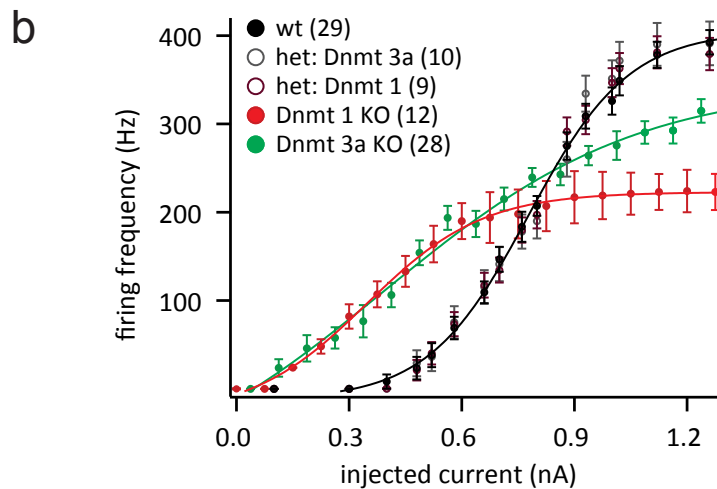 b
400
300
200
100
firing frequency (Hz)
wt (29)
het: Dnmt 3a (10)
het: Dnmt 1 (9)
Dnmt 1 KO (12)
Dnmt 3a KO (28)
0.0 0.3 0.6 0.9 1.2
injected current (nA)